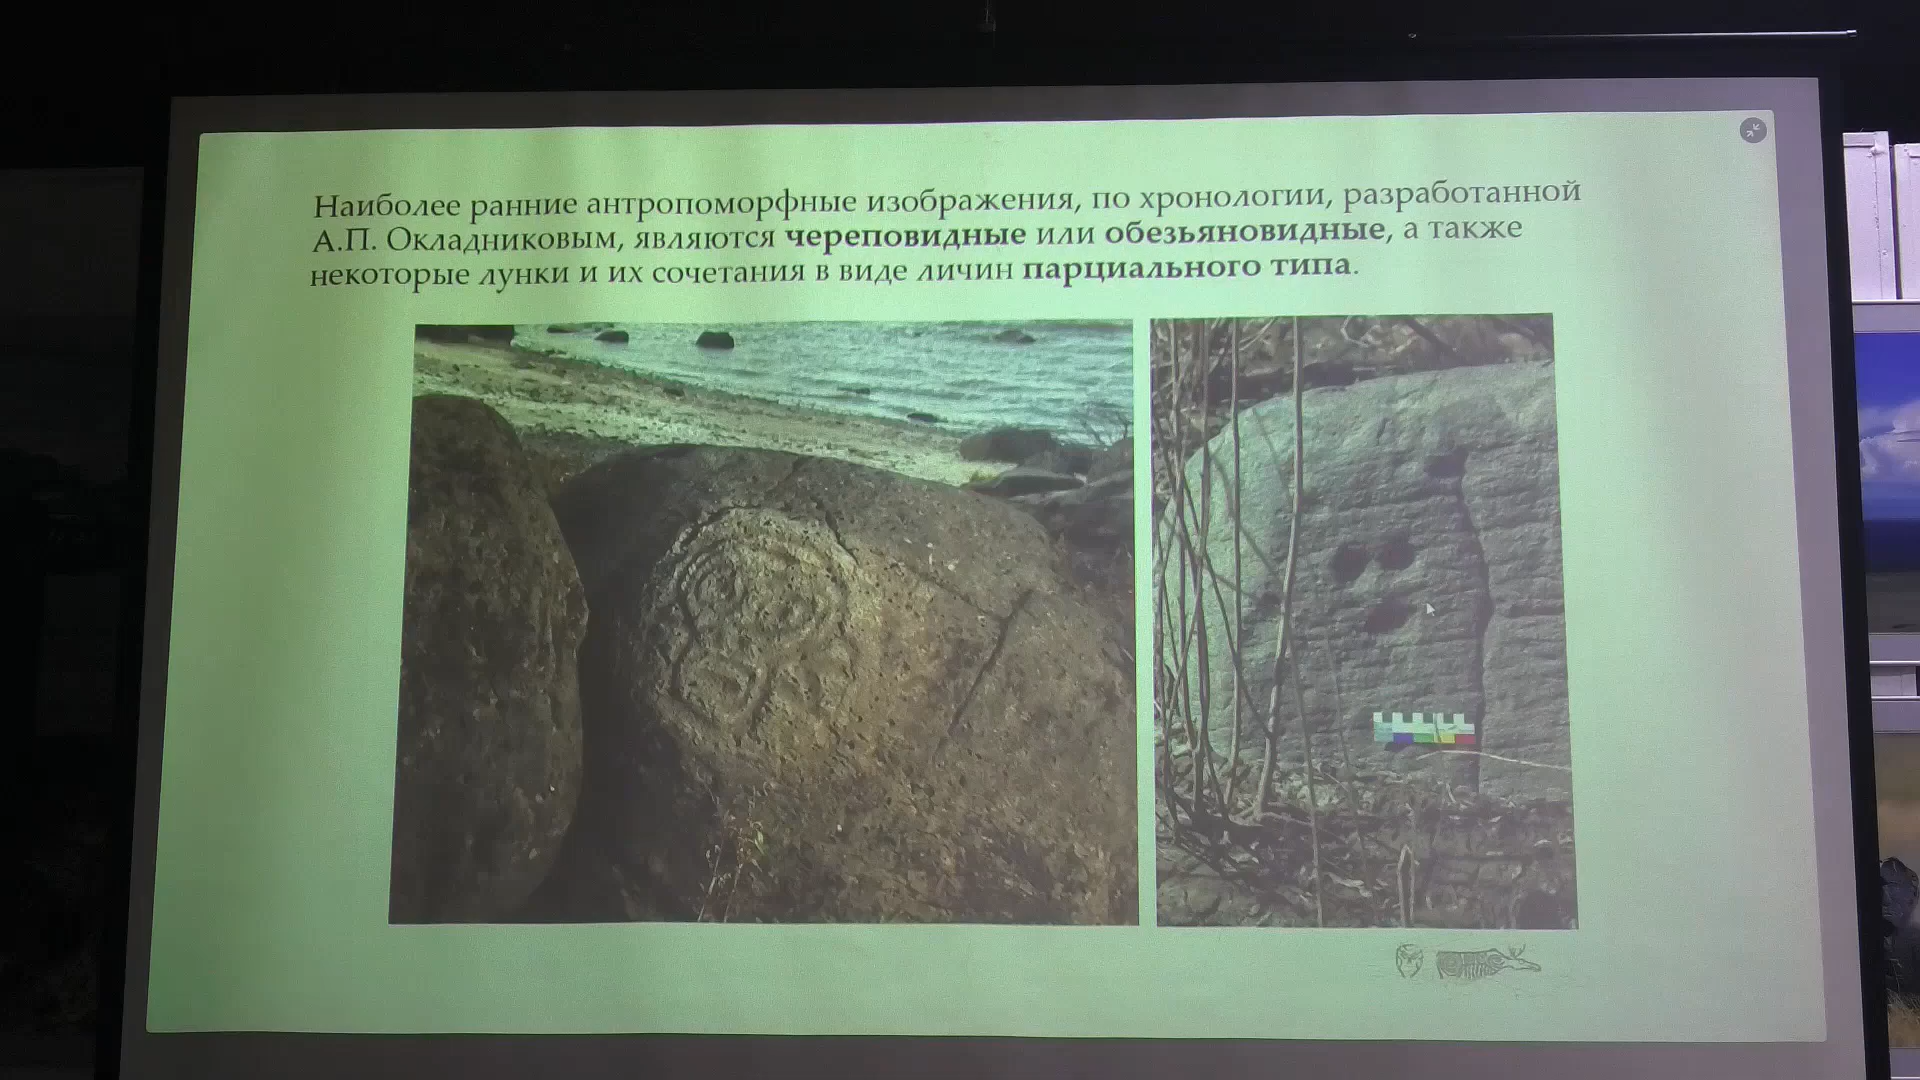 Наиболее ранние антропоморфные изображения, по хронологии, разработанной
А.П. Окладниковым, являются череповидные или обезьяновидные, а также
некоторые лунки и их сочетания в виде личин парциального типа.